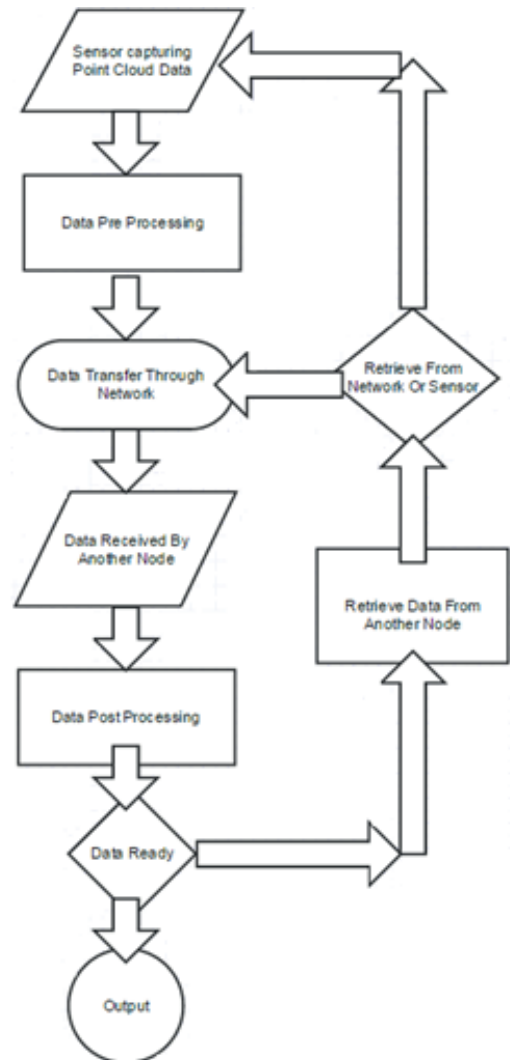 Sensor capturing
Point Cloud Data
Data Pre Processing
Data Transfer Through
Network
Retrieve From
Network Or Sensor
Data Received By
Another Node
Retrieve Data From
Another Node
Data Post Processing
Data Ready
Output